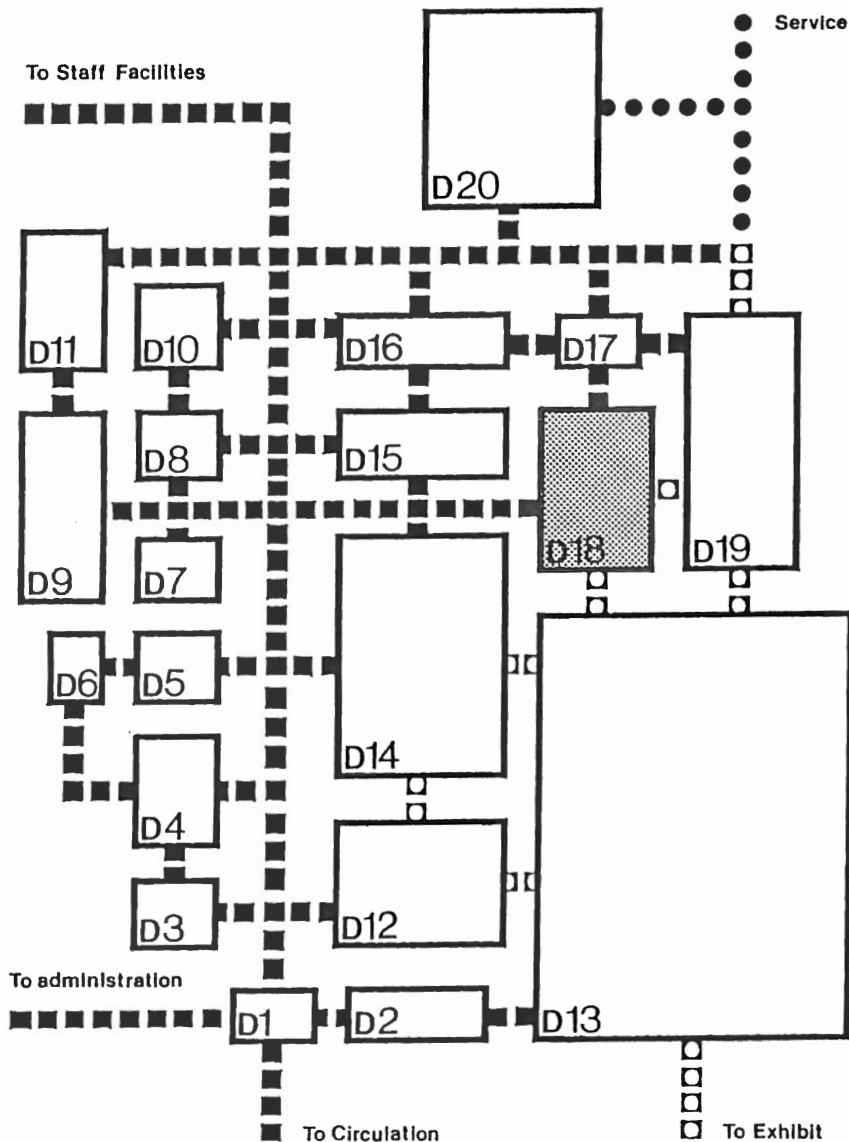 Service
To Staff Facilities
D20
D11
D10
D16
D17
D8
D15
D9
D7
D18
D19
D6
D5
D14
D4
D3
D12
To administration
D1
D2
D13
To Circulation
To Exhibit